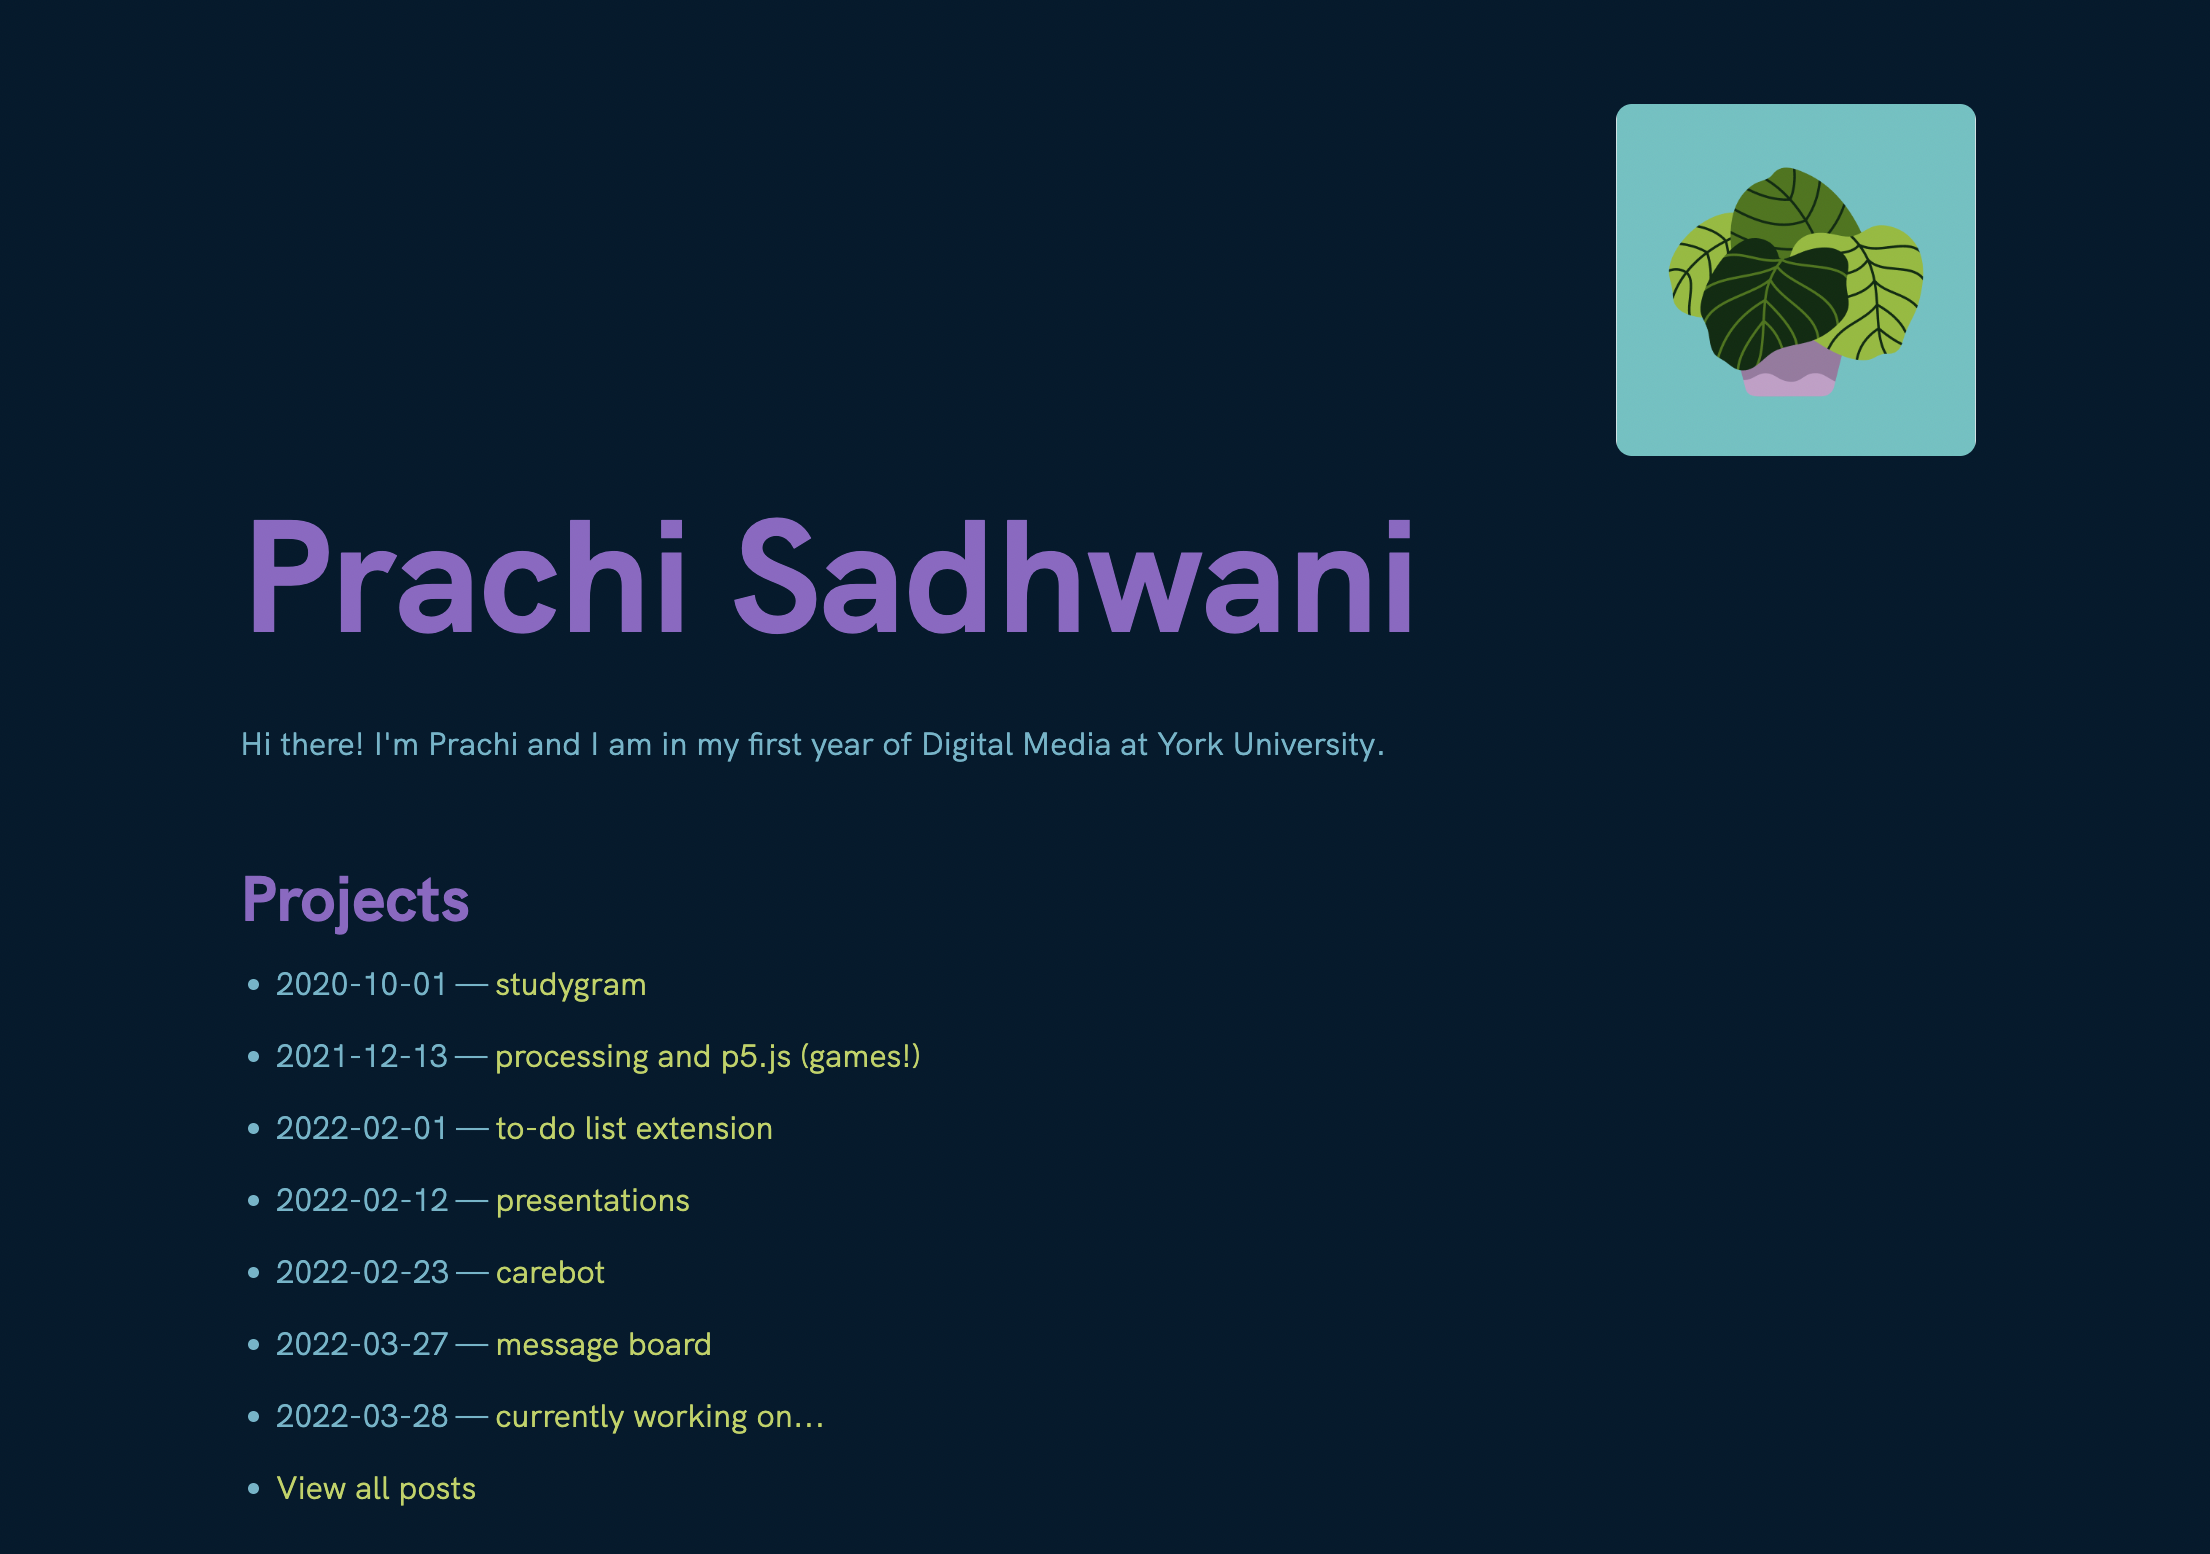 Prachi Sadhwani
Hi there! I'm Prachi and I am in my first year of Digital Media at York University.
Projects
• 2020-10-01 — studygram
• 2021-12-13 — processing and p5.js (games!)
• 2022-02-01 — to-do list extension
• 2022-02-12 — presentations
• 2022-02-23 — carebot
• 2022-03-27 — message board
• 2022-03-28 — currently working on...
• View all posts